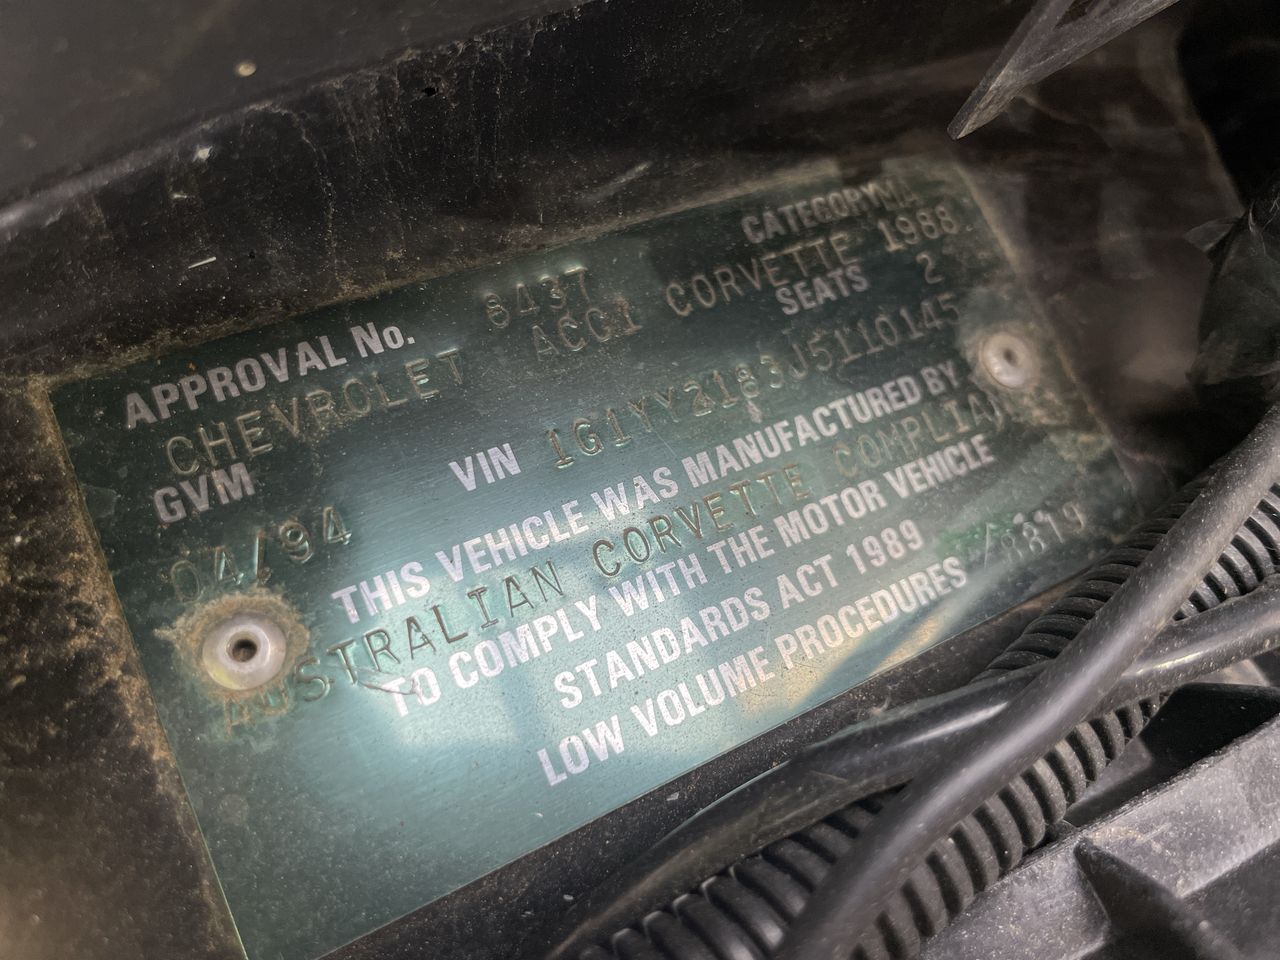 APPROVAL No. 8437 CATEGORY MA
CHEVROLET ACC1 CORVETTE 1988
GVM SEATS 2
VIN 1G1YY2183J5110145
04/94
THIS VEHICLE WAS MANUFACTURED BY
AUSTRALIAN CORVETTE
TO COMPLY WITH THE MOTOR VEHICLE
STANDARDS ACT 1989
LOW VOLUME PROCEDURES